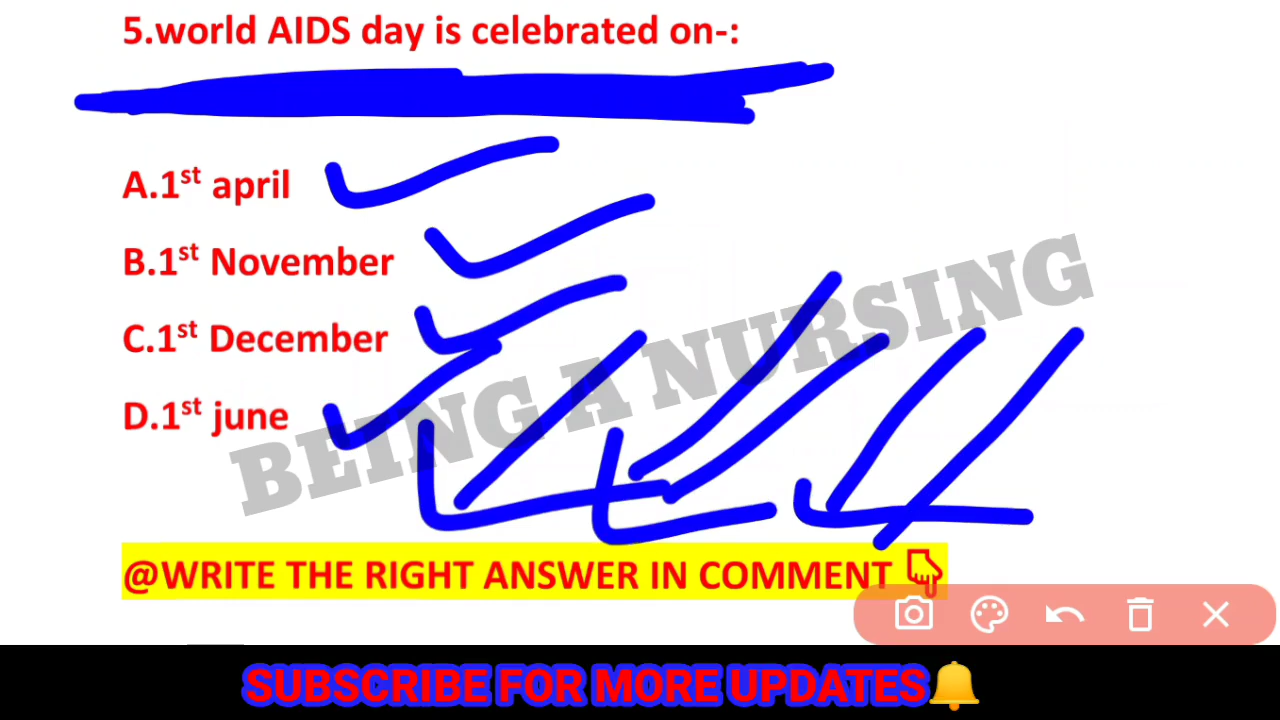 5.world AIDS day is celebrated on-:
A.1st april
B.1st November
C.1st December
D.1st june
BEING A NURSING
@WRITE THE RIGHT ANSWER IN COMMENT
SUBSCRIBE FOR MORE UPDATES